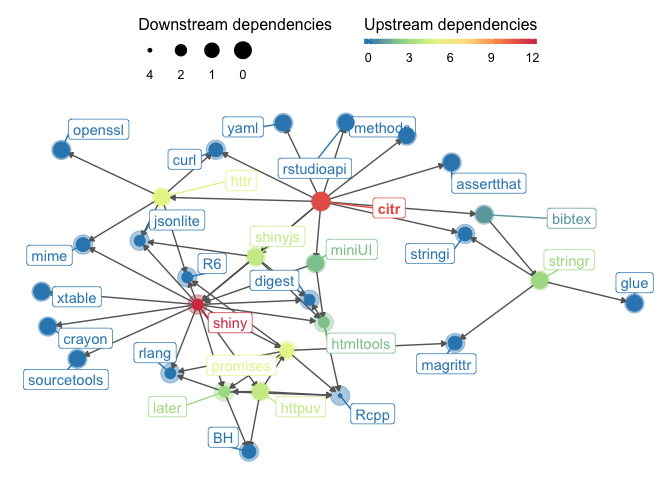 Downstream dependencies
4 2 1 0
Upstream dependencies
0 3 6 9 12
openssl
yaml
methods
curl
rstudioapi
assertthat
httr
citr
jsonlite
bibtex
shinyjs
stringi
mime
R6
miniUI
stringr
digest
glue
xtable
shiny
crayon
htmltools
rlang
promises
magrittr
sourcetools
later
httpuv
Rcpp
BH